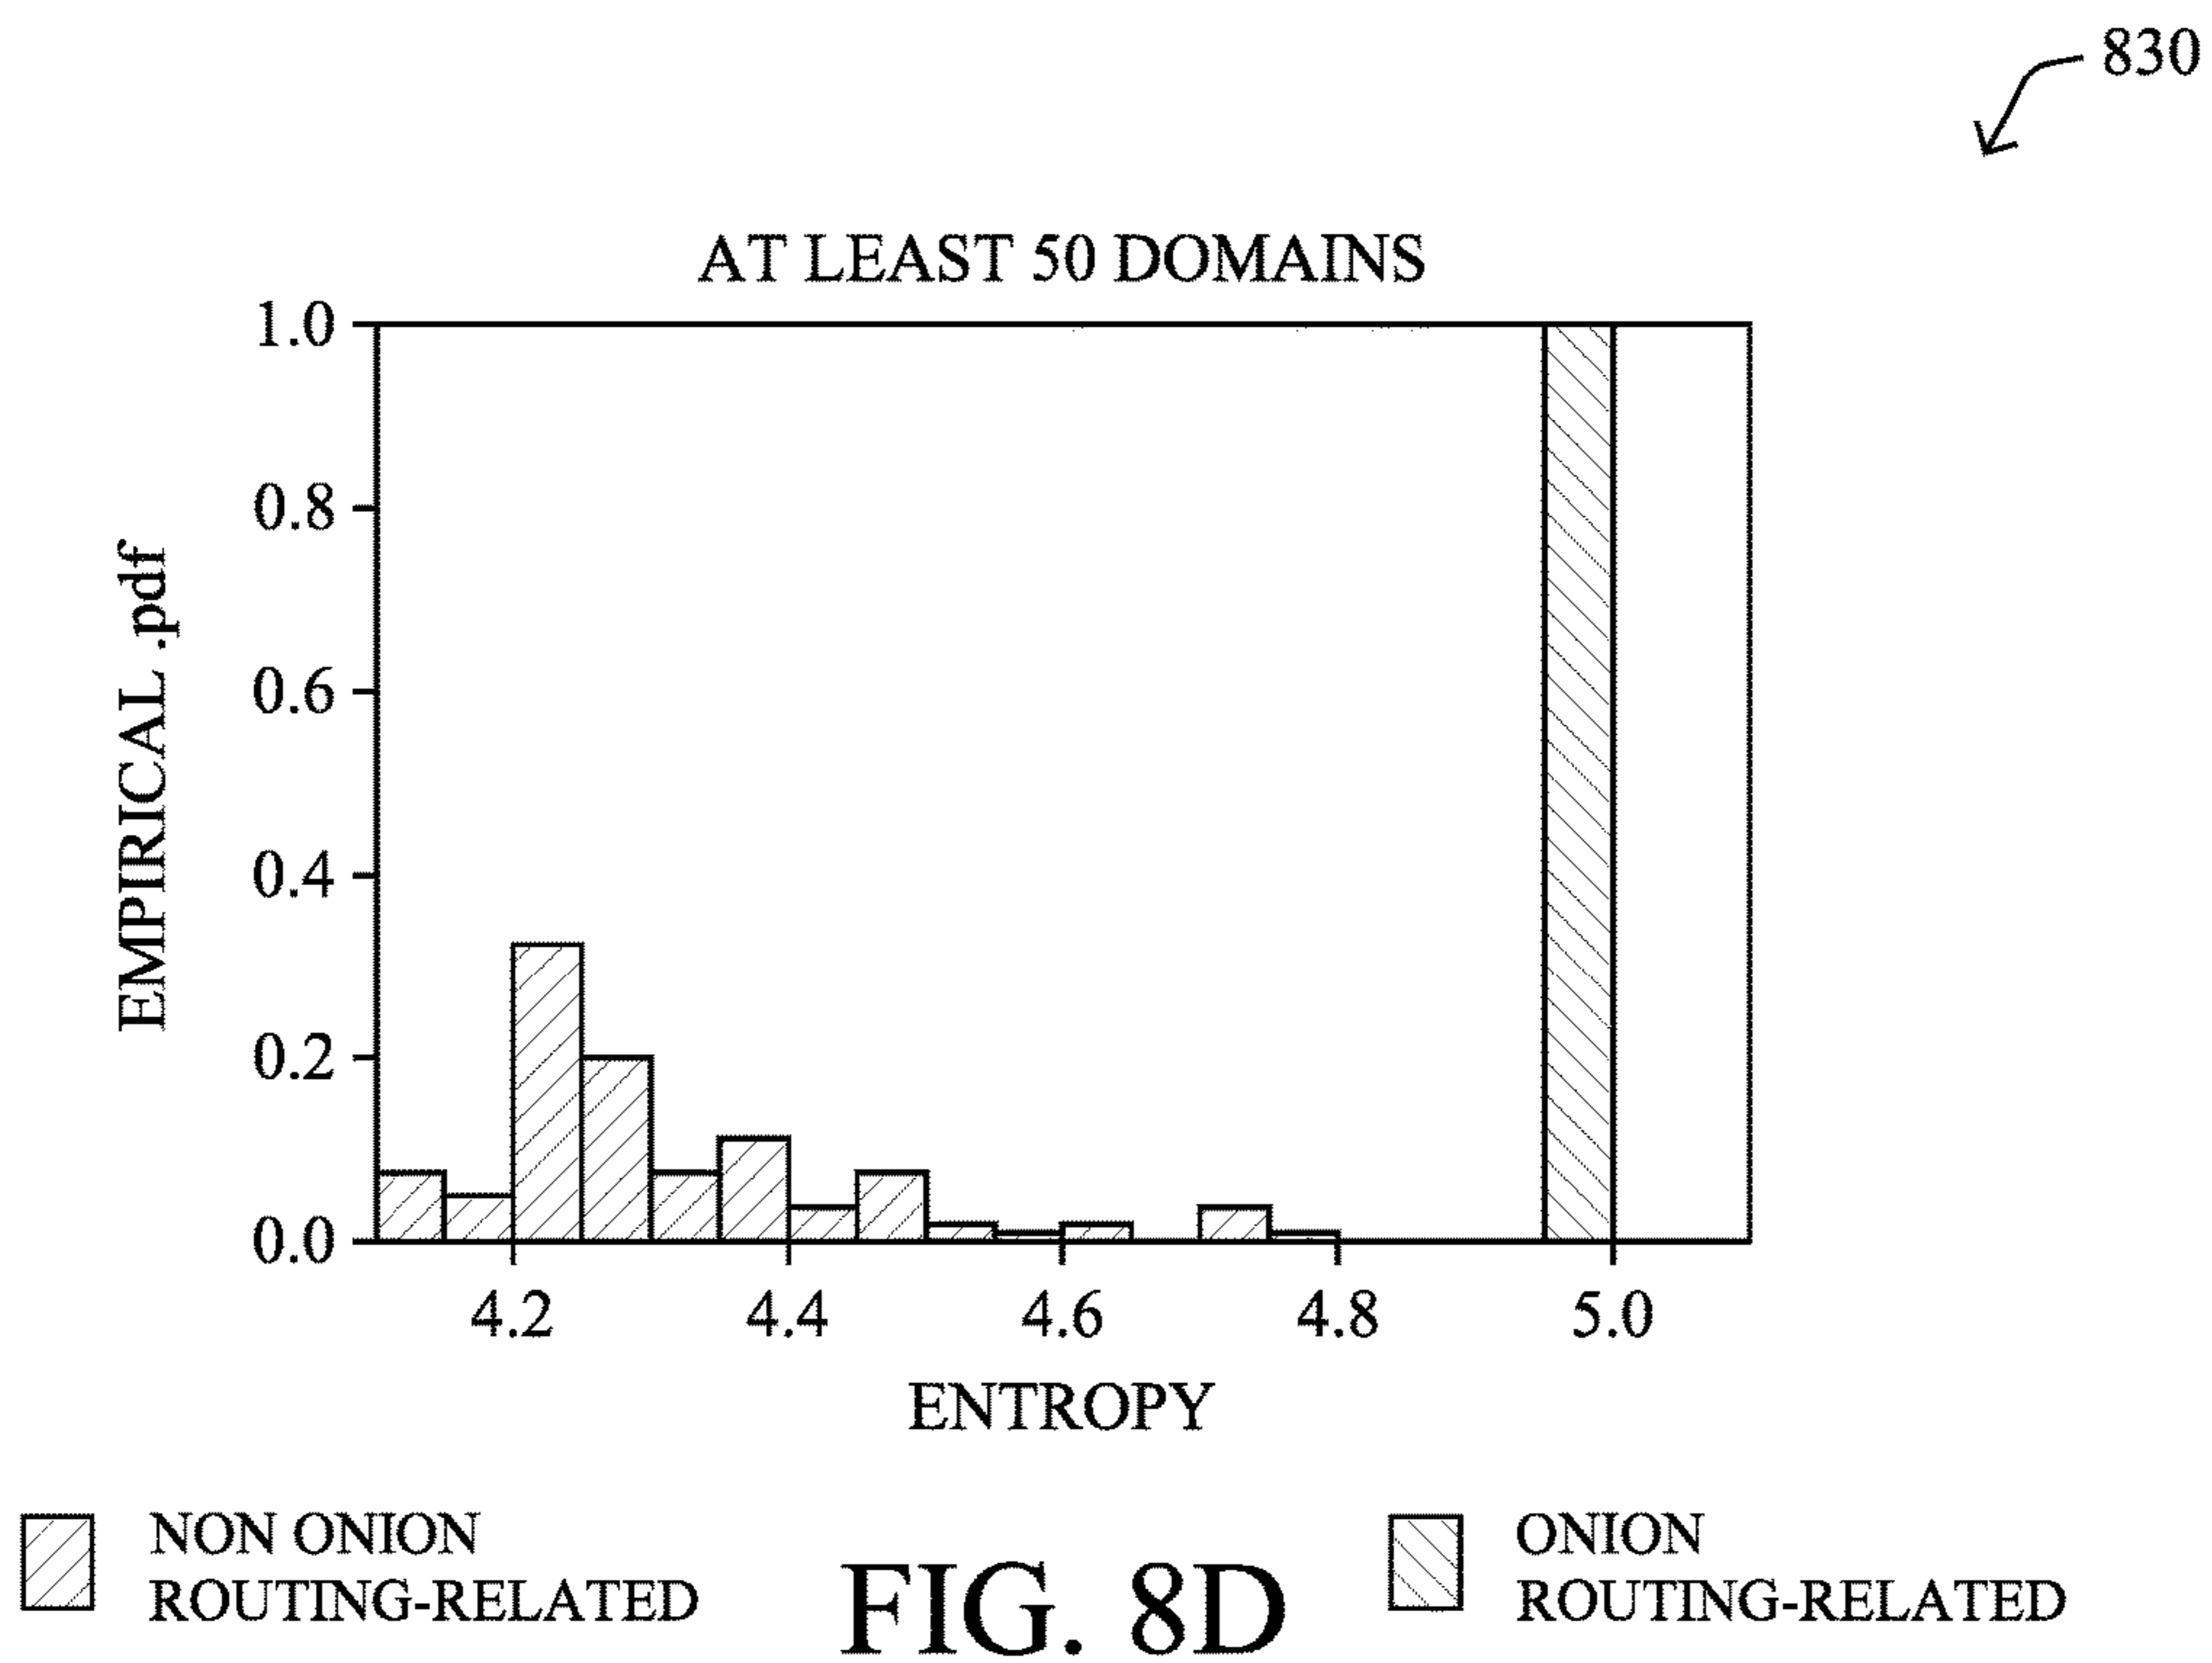 830
AT LEAST 50 DOMAINS
1.0
0.8
0.6
0.4
0.2
0.0
EMPIRICAL .pdf
4.2 4.4 4.6 4.8 5.0
ENTROPY
NON ONION
ROUTING-RELATED
ONION
ROUTING-RELATED
FIG. 8D